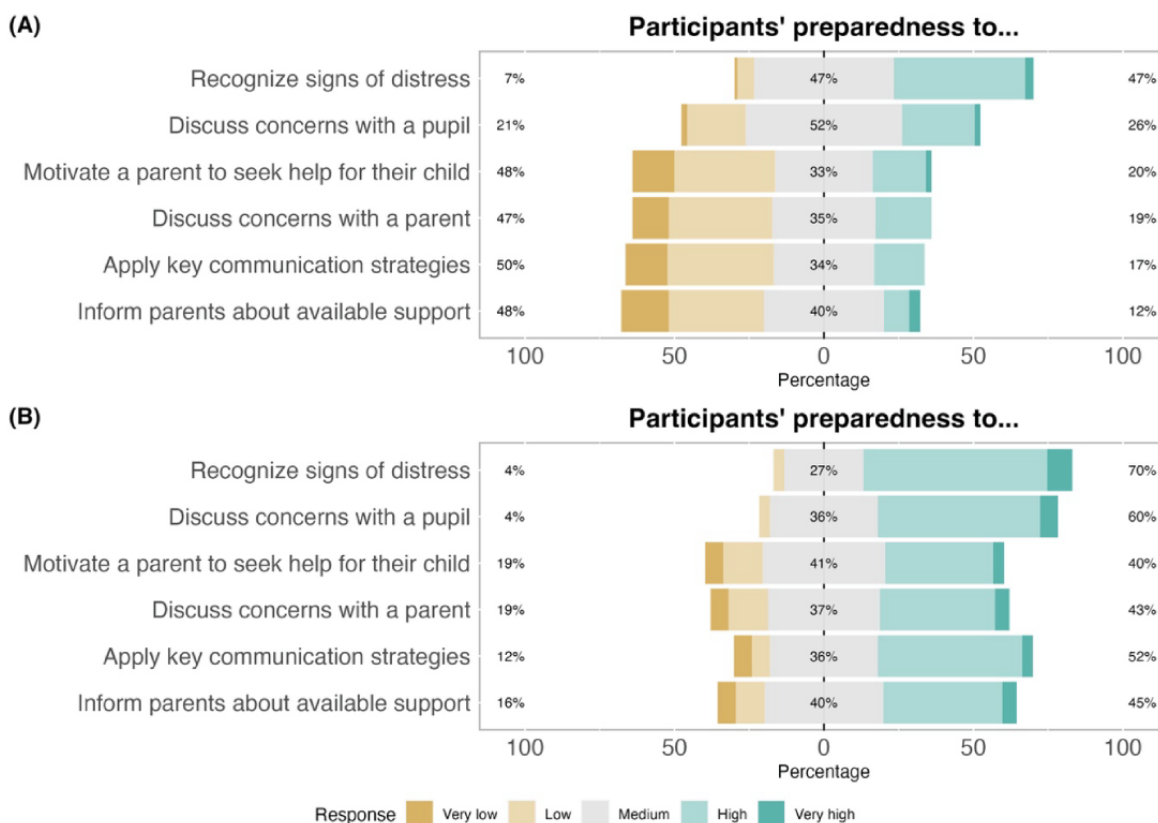 (A)
Participants' preparedness to...
Recognize signs of distress 7% 47% 47%
Discuss concerns with a pupil 21% 52% 26%
Motivate a parent to seek help for their child 48% 33% 20%
Discuss concerns with a parent 47% 35% 19%
Apply key communication strategies 50% 34% 17%
Inform parents about available support 48% 40% 12%
100 50 0 50 100
Percentage
(B)
Participants' preparedness to...
Recognize signs of distress 4% 27% 70%
Discuss concerns with a pupil 4% 36% 60%
Motivate a parent to seek help for their child 19% 41% 40%
Discuss concerns with a parent 19% 37% 43%
Apply key communication strategies 12% 36% 52%
Inform parents about available support 16% 40% 45%
100 50 0 50 100
Percentage
Response Very low Low Medium High Very high